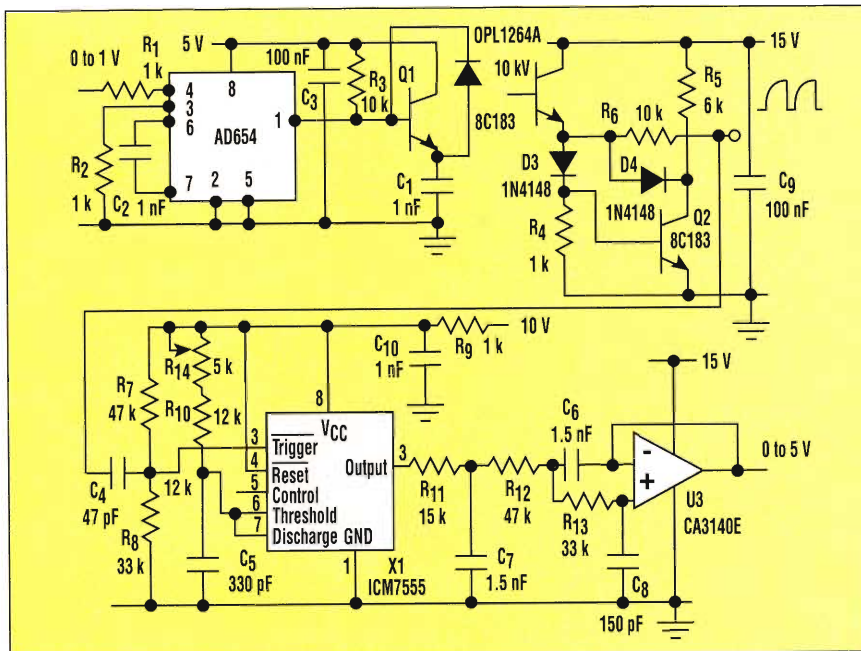 0 to 1 V
R1
1 k
5 V
100 nF
C3
R3
10 k
Q1
OPL1264A
10 kV
8C183
15 V
R5
6 k
R6
10 k
4
3
6
7
8
AD654
1
2
5
R2
1 k
C2
1 nF
C1
1 nF
D3
1N4148
D4
1N4148
R4
1 k
Q2
8C183
C9
100 nF
R14
5 k
R7
47 k
R10
12 k
C10
1 nF
R9
1 k
10 V
15 V
8
VCC
3
Trigger
4
Reset
5
Control
6
Threshold
7
Discharge GND
Output
3
1
X1
ICM7555
C4
47 pF
12 k
R8
33 k
C5
330 pF
R11
15 k
R12
47 k
C6
1.5 nF
C7
1.5 nF
R13
33 k
C8
150 pF
-
+
U3
CA3140E
0 to 5 V